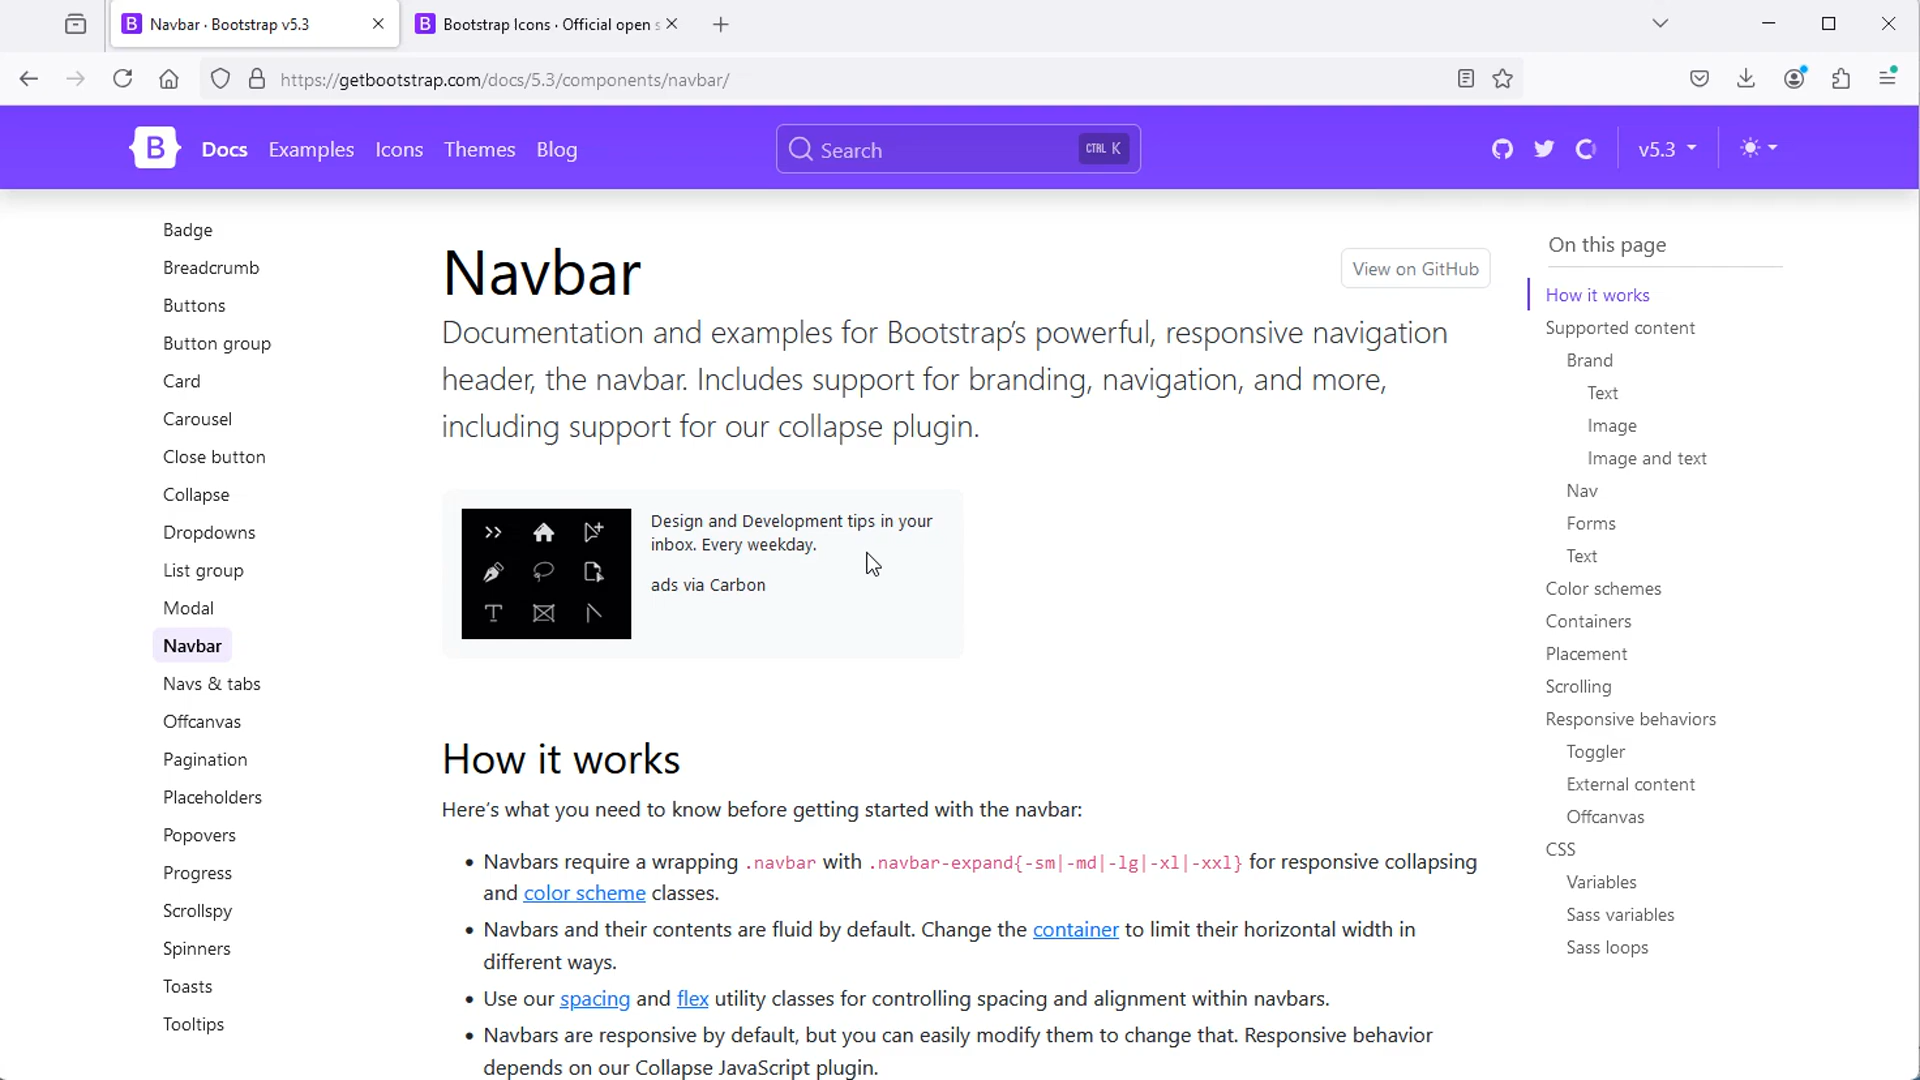 Navbar · Bootstrap v5.3
Bootstrap Icons · Official open s
https://getbootstrap.com/docs/5.3/components/navbar/
B
Docs
Examples
Icons
Themes
Blog
Search
CTRL K
v5.3
Badge
Breadcrumb
Buttons
Button group
Card
Carousel
Close button
Collapse
Dropdowns
List group
Modal
Navbar
Navs & tabs
Offcanvas
Pagination
Placeholders
Popovers
Progress
Scrollspy
Spinners
Toasts
Tooltips
Navbar
View on GitHub
Documentation and examples for Bootstrap’s powerful, responsive navigation
header, the navbar. Includes support for branding, navigation, and more,
including support for our collapse plugin.
Design and Development tips in your
inbox. Every weekday.
ads via Carbon
How it works
Here’s what you need to know before getting started with the navbar:
• Navbars require a wrapping .navbar with .navbar-expand{-sm|-md|-lg|-xl|-xxl} for responsive collapsing
and color scheme classes.
• Navbars and their contents are fluid by default. Change the container to limit their horizontal width in
different ways.
• Use our spacing and flex utility classes for controlling spacing and alignment within navbars.
• Navbars are responsive by default, but you can easily modify them to change that. Responsive behavior
depends on our Collapse JavaScript plugin.
On this page
How it works
Supported content
Brand
Text
Image
Image and text
Nav
Forms
Text
Color schemes
Containers
Placement
Scrolling
Responsive behaviors
Toggler
External content
Offcanvas
CSS
Variables
Sass variables
Sass loops